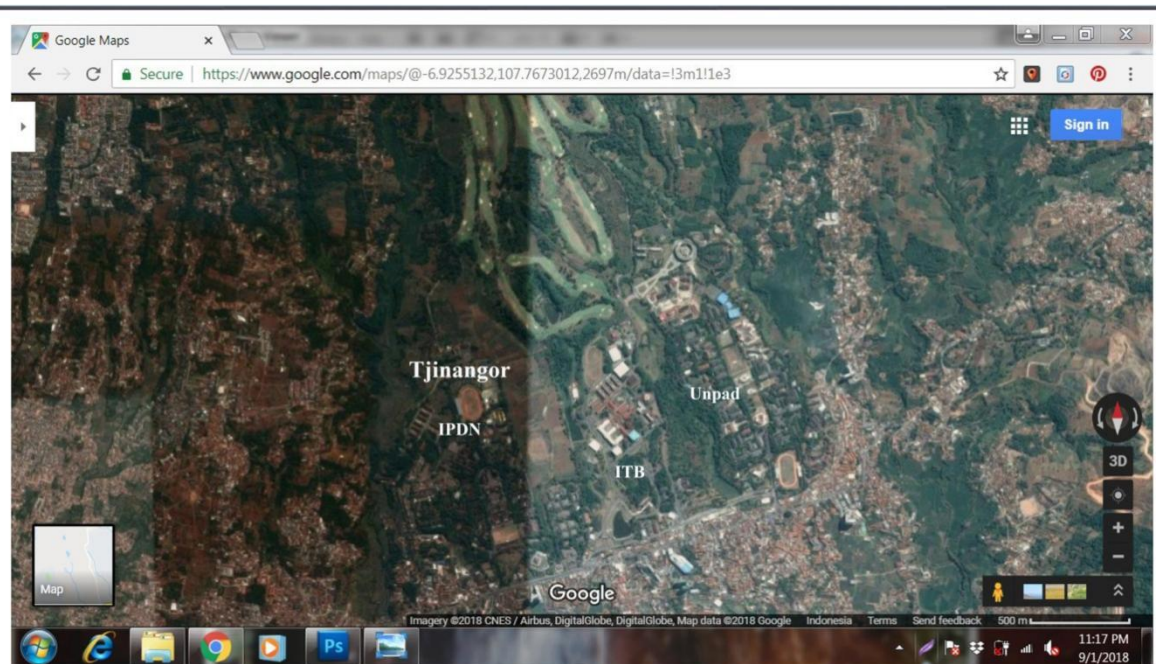 Google Maps
Secure | https://www.google.com/maps/@-6.9255132,107.7673012,2697m/data=!3m1!1e3
Sign in
Tjinangor
IPDN
Unpad
ITB
3D
Map
Google
Imagery ©2018 CNES / Airbus, DigitalGlobe, DigitalGlobe, Map data ©2018 Google Indonesia Terms Send feedback 500 m
Ps
11:17 PM
9/1/2018